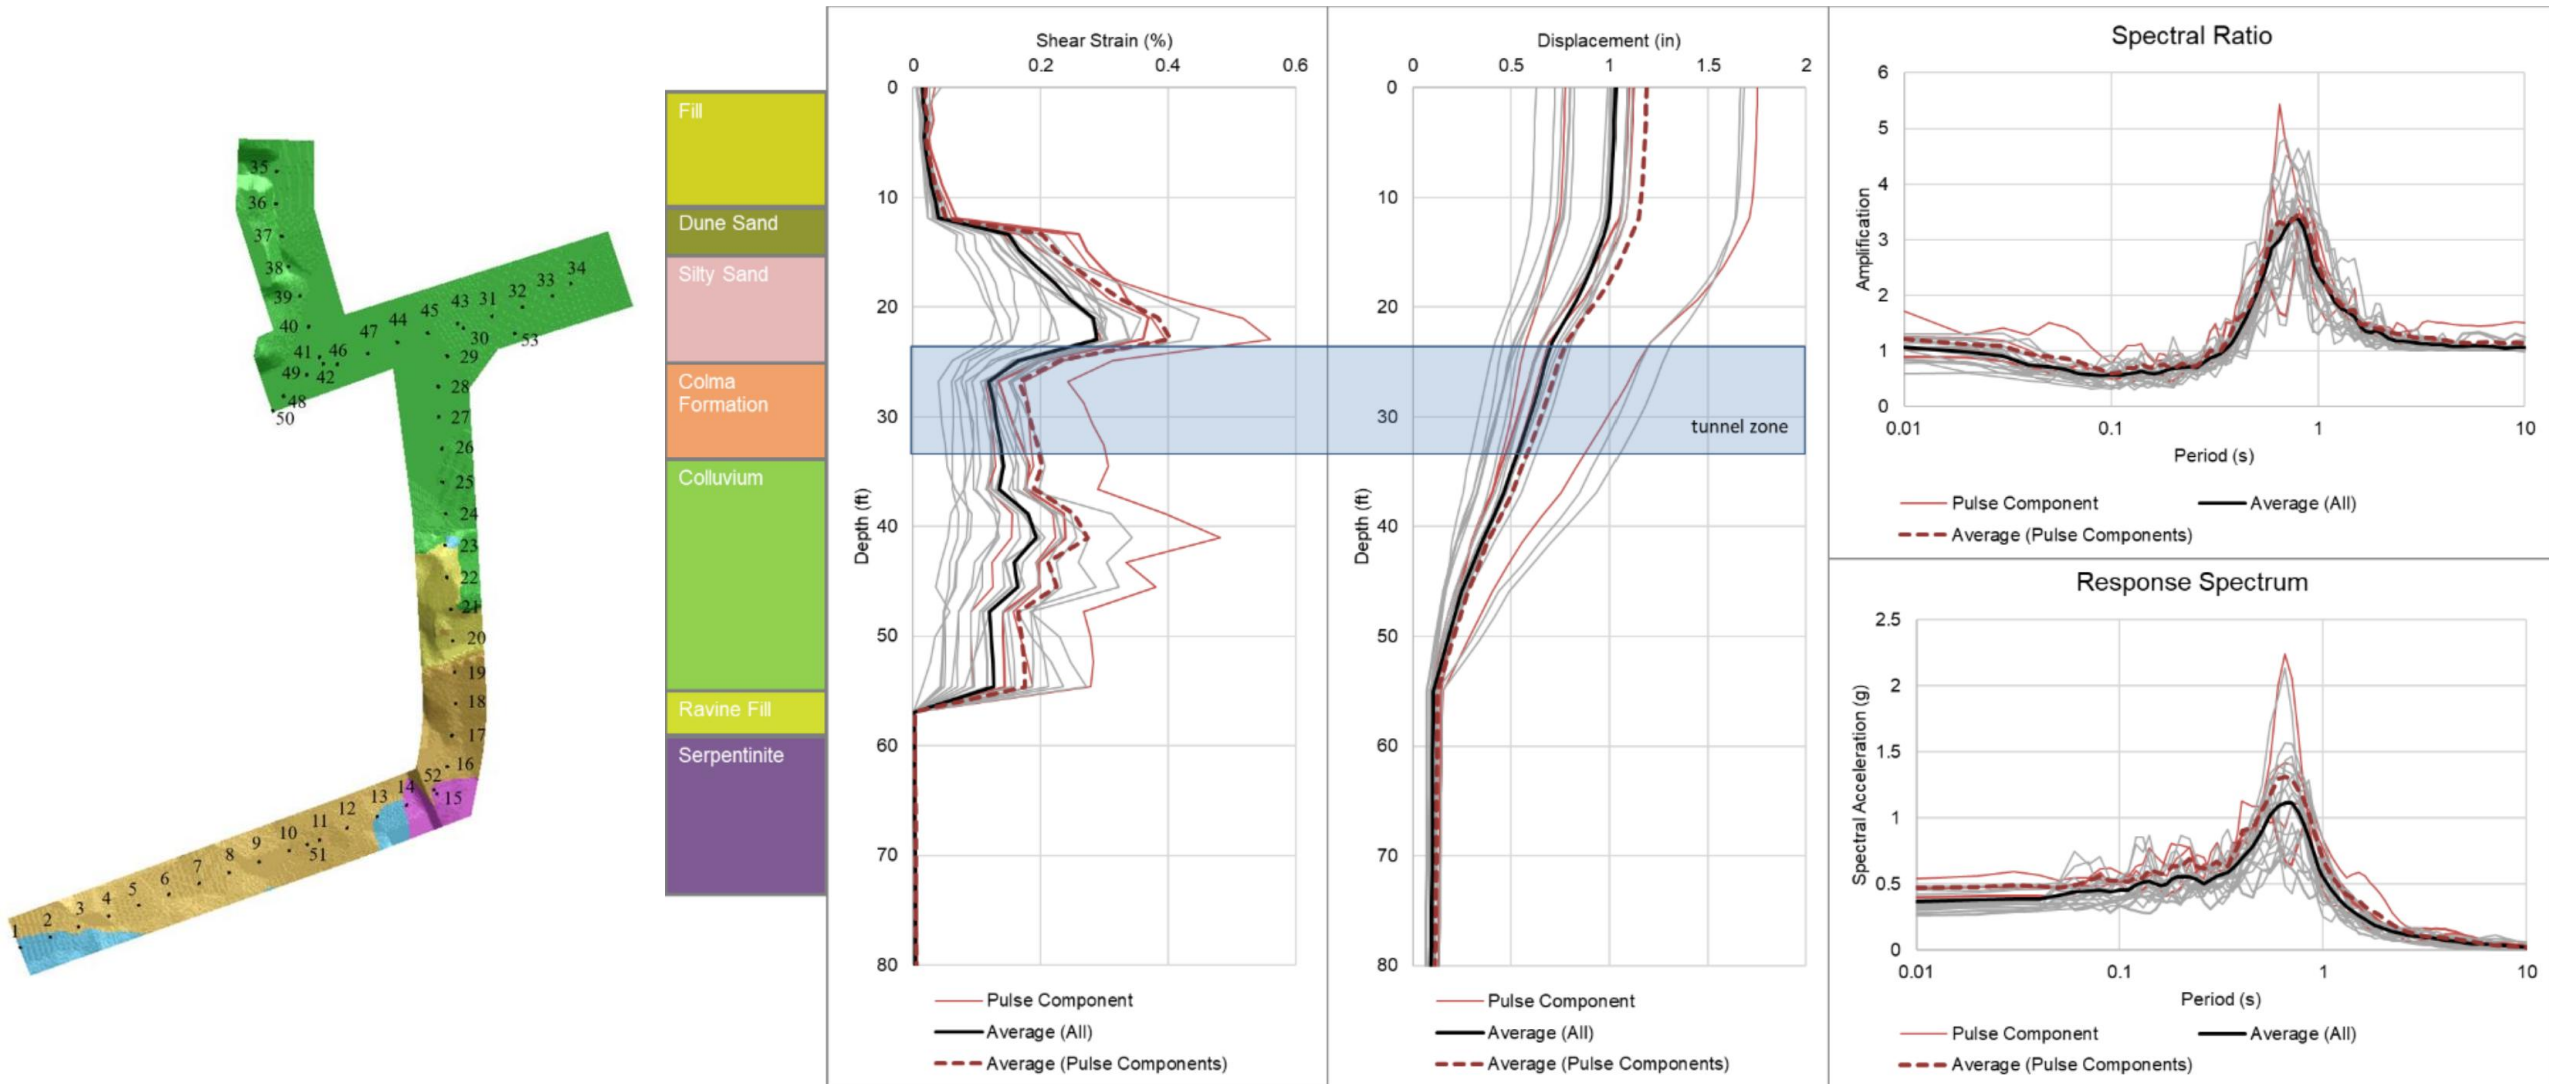 35
36
37
38
39
40
41
46
49
42
48
50
47
44
45
43
31
32
33
34
30
53
29
28
27
26
25
24
23
22
21
20
19
18
17
16
52
15
14
13
12
11
10
51
9
8
7
6
5
4
3
2
1
Fill
Dune Sand
Silty Sand
Colma
Formation
Colluvium
Ravine Fill
Serpentinite
Shear Strain (%)
0 0.2 0.4 0.6
0
10
20
30
40
50
60
70
80
Depth (ft)
Pulse Component
Average (All)
Average (Pulse Components)
Displacement (in)
0 0.5 1 1.5 2
0
10
20
30
40
50
60
70
80
Depth (ft)
tunnel zone
Pulse Component
Average (All)
Average (Pulse Components)
Spectral Ratio
6
5
4
3
2
1
0
Amplification
0.01 0.1 1 10
Period (s)
Pulse Component Average (All)
Average (Pulse Components)
Response Spectrum
2.5
2
1.5
1
0.5
0
Spectral Acceleration (g)
0.01 0.1 1 10
Period (s)
Pulse Component Average (All)
Average (Pulse Components)